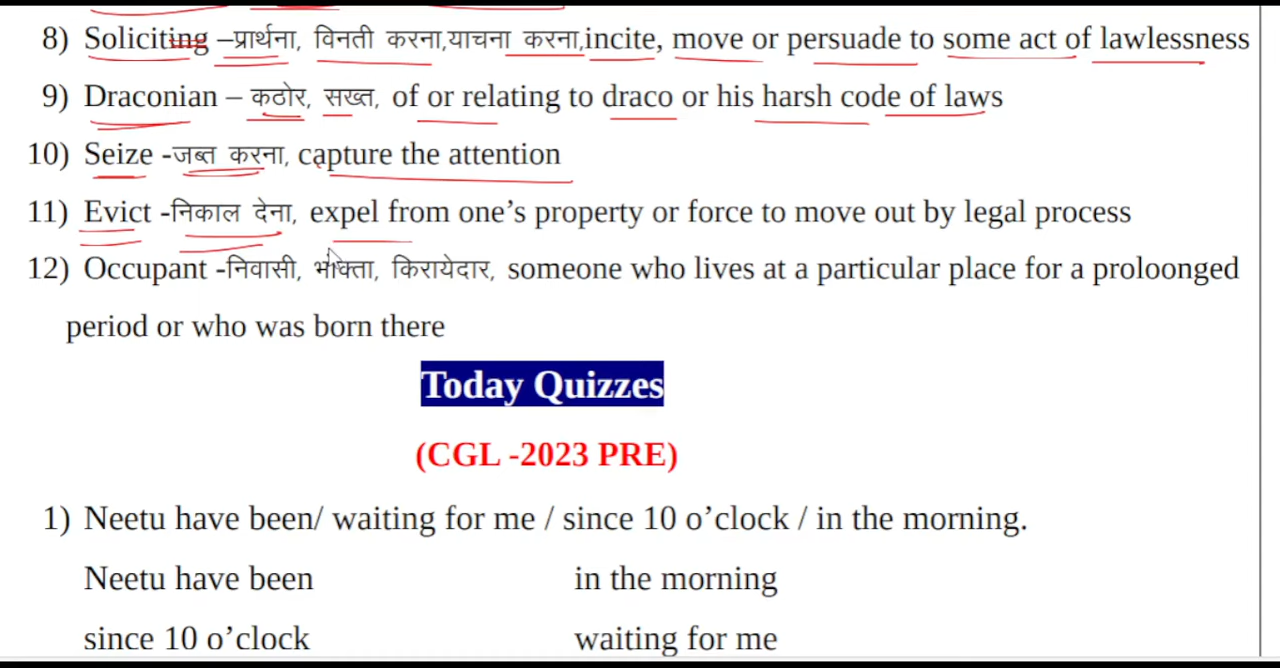 8) Soliciting –प्रार्थना, विनती करना,याचना करना,incite, move or persuade to some act of lawlessness
9) Draconian – कठोर, सख्त, of or relating to draco or his harsh code of laws
10) Seize -जब्त करना, capture the attention
11) Evict -निकाल देना, expel from one’s property or force to move out by legal process
12) Occupant -निवासी, भोक्ता, किरायेदार, someone who lives at a particular place for a proloonged
period or who was born there
Today Quizzes
(CGL -2023 PRE)
1) Neetu have been/ waiting for me / since 10 o’clock / in the morning.
Neetu have been in the morning
since 10 o’clock waiting for me